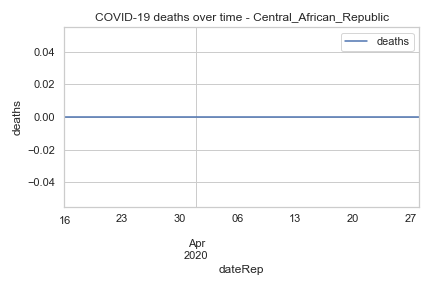 COVID-19 deaths over time - Central_African_Republic
deaths
deaths
0.04
0.02
0.00
−0.02
−0.04
16 23 30 06 13 20 27
Apr
2020
dateRep